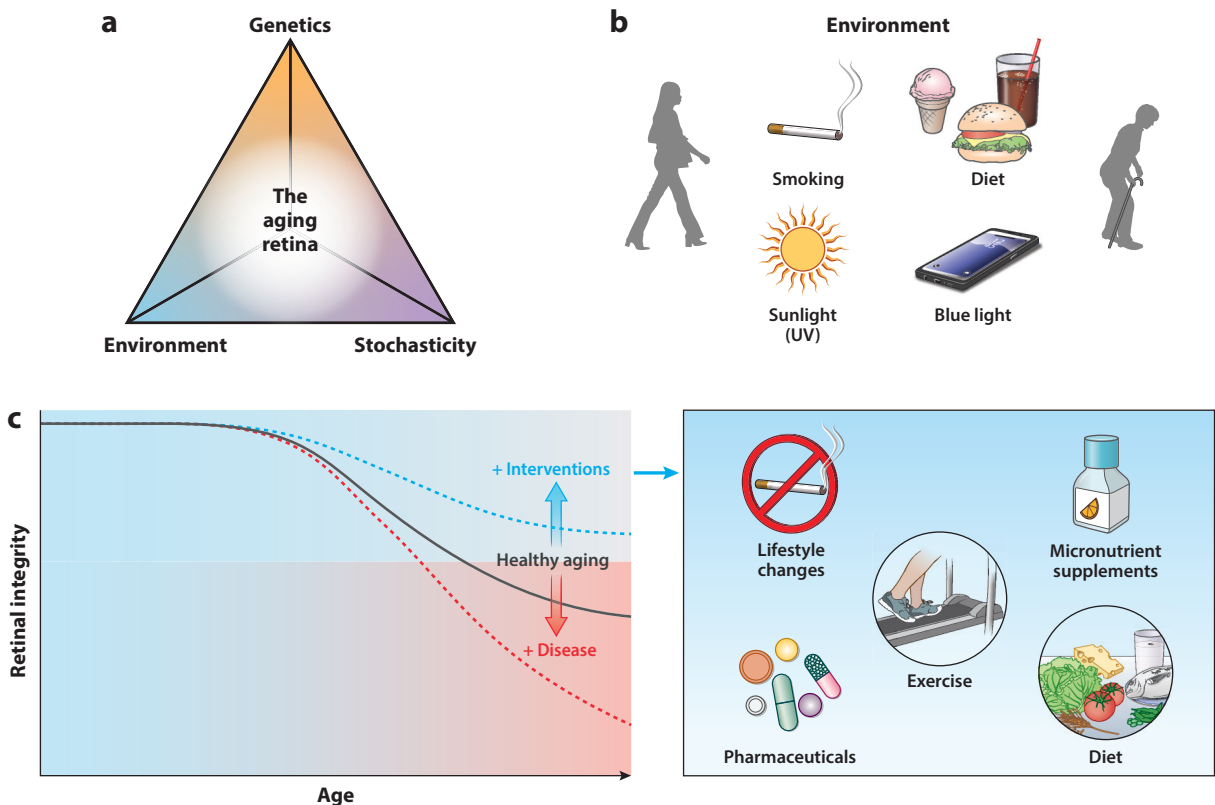 a
Genetics
The
aging
retina
Environment
Stochasticity
b
Environment
Smoking
Diet
Sunlight
(UV)
Blue light
c
Retinal integrity
Age
+ Interventions
Healthy aging
+ Disease
Lifestyle
changes
Micronutrient
supplements
Exercise
Pharmaceuticals
Diet